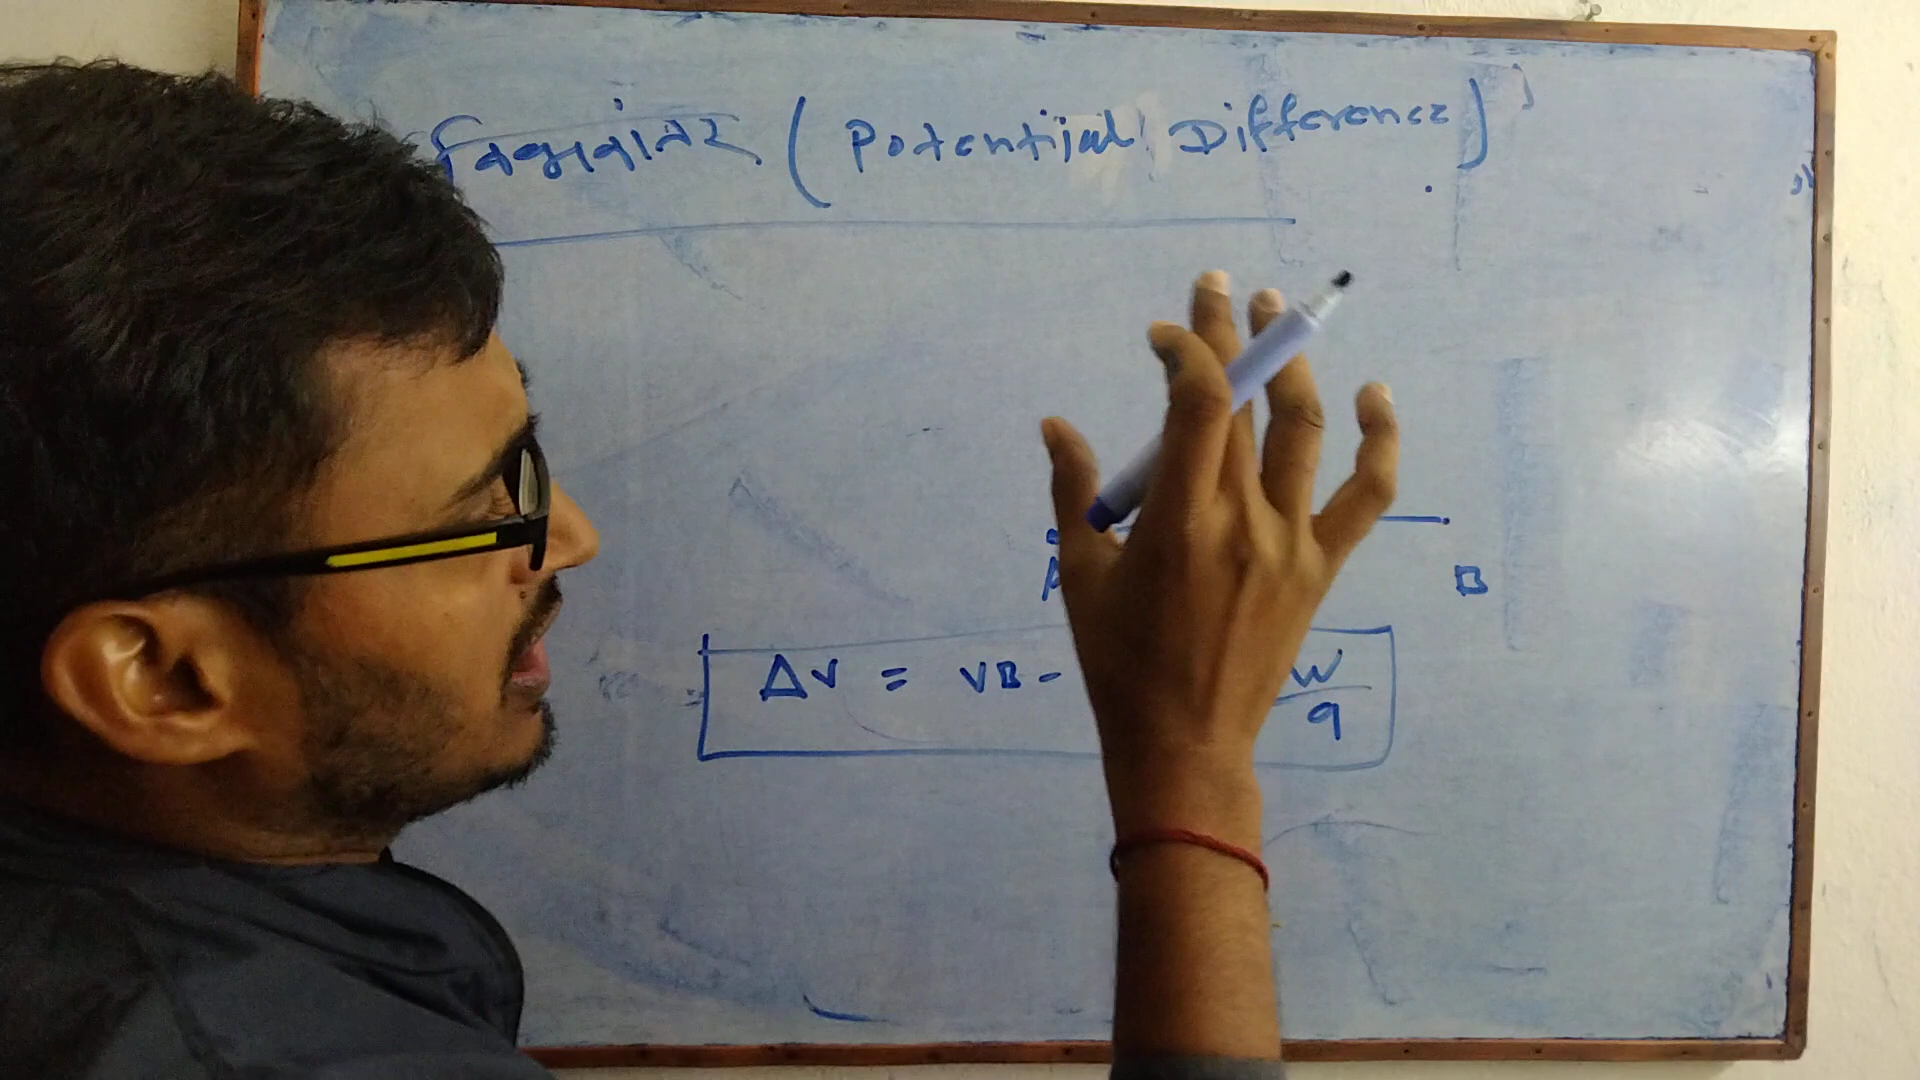 विभवांतर (Potential Difference)
A B
ΔV = VB - W/q